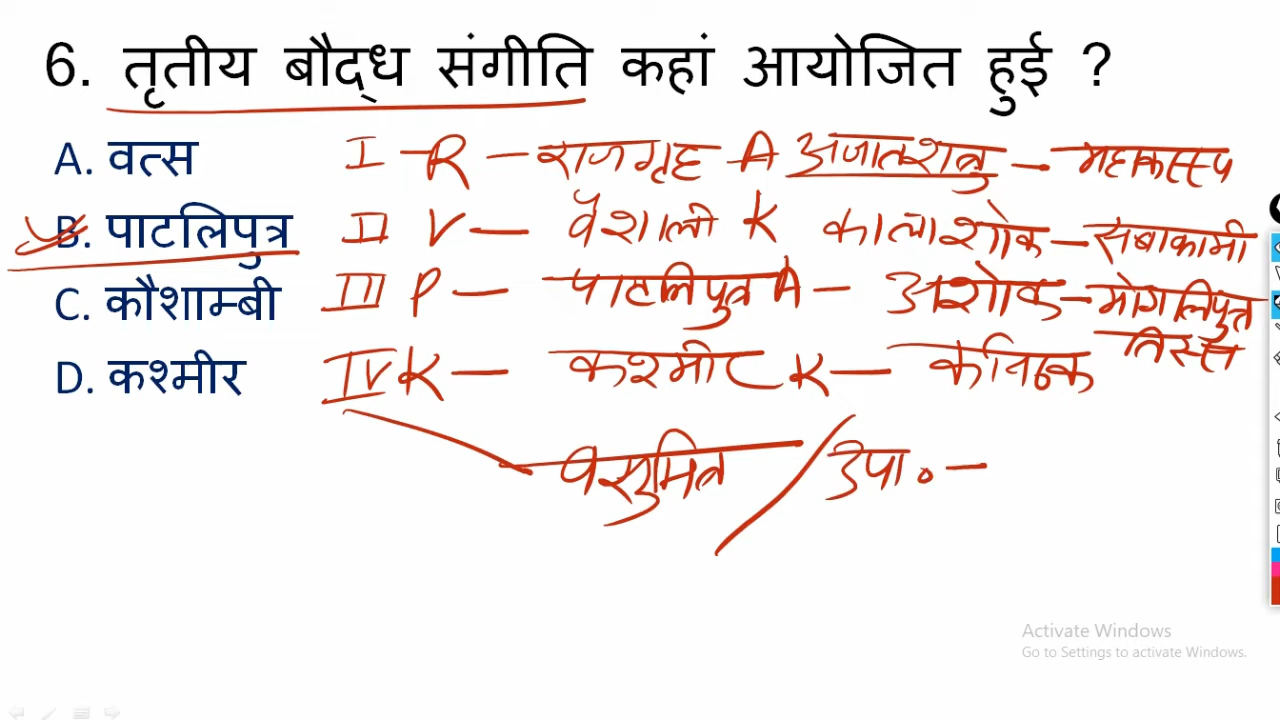 6. तृतीय बौद्ध संगीति कहां आयोजित हुई ?
A. वत्स
I - R - राजगृह A अजातशत्रु - महाकस्सप
B. पाटलिपुत्र
II V - वैशाली K कालाशोक - सबाकामी
III P - पाटलिपुत्र A - अशोक - मोगलिपुत्र
तिस्स
C. कौशाम्बी
D. कश्मीर
IV K - कश्मीर K - कनिष्क
वसुमित्र / उपा० -
Activate Windows
Go to Settings to activate Windows.